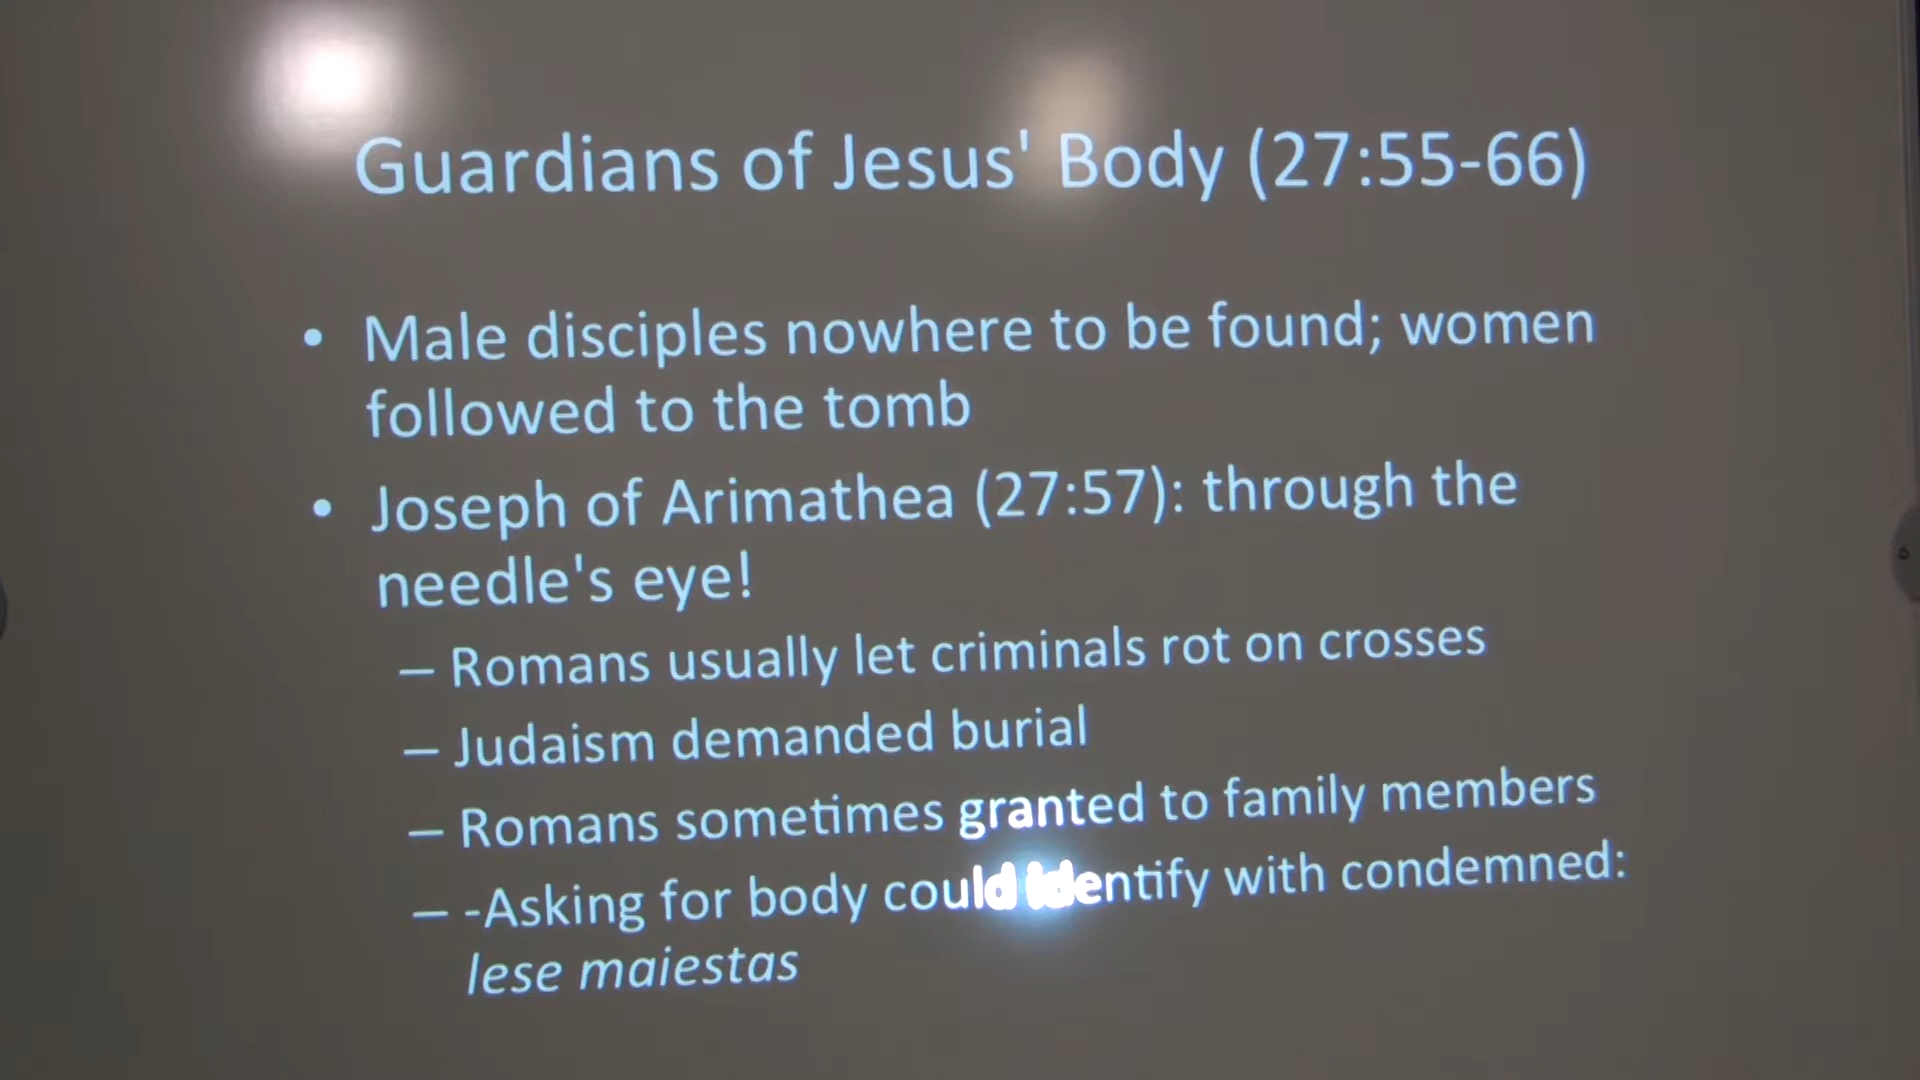 Guardians of Jesus' Body (27:55-66)
• Male disciples nowhere to be found; women
followed to the tomb
• Joseph of Arimathea (27:57): through the
needle's eye!
– Romans usually let criminals rot on crosses
– Judaism demanded burial
– Romans sometimes granted to family members
– -Asking for body could identify with condemned:
lese maiestas